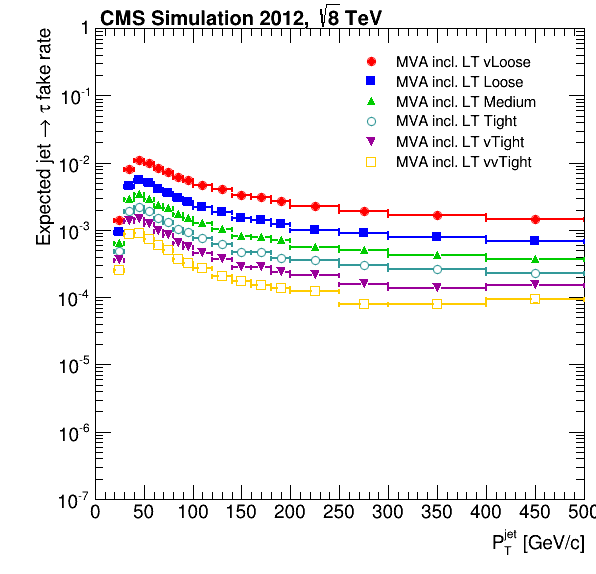 CMS Simulation 2012, √8 TeV
Expected jet → τ fake rate
1
10⁻¹
10⁻²
10⁻³
10⁻⁴
10⁻⁵
10⁻⁶
10⁻⁷
MVA incl. LT vLoose
MVA incl. LT Loose
MVA incl. LT Medium
MVA incl. LT Tight
MVA incl. LT vTight
MVA incl. LT vvTight
0 50 100 150 200 250 300 350 400 450 500
P_T^jet [GeV/c]